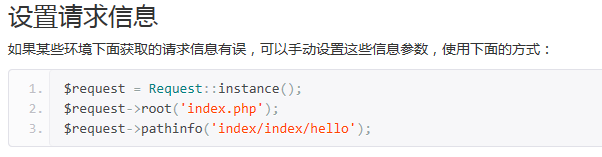 设置请求信息
如果某些环境下面获取的请求信息有误，可以手动设置这些信息参数，使用下面的方式：
1. $request = Request::instance();
2. $request->root('index.php');
3. $request->pathinfo('index/index/hello');